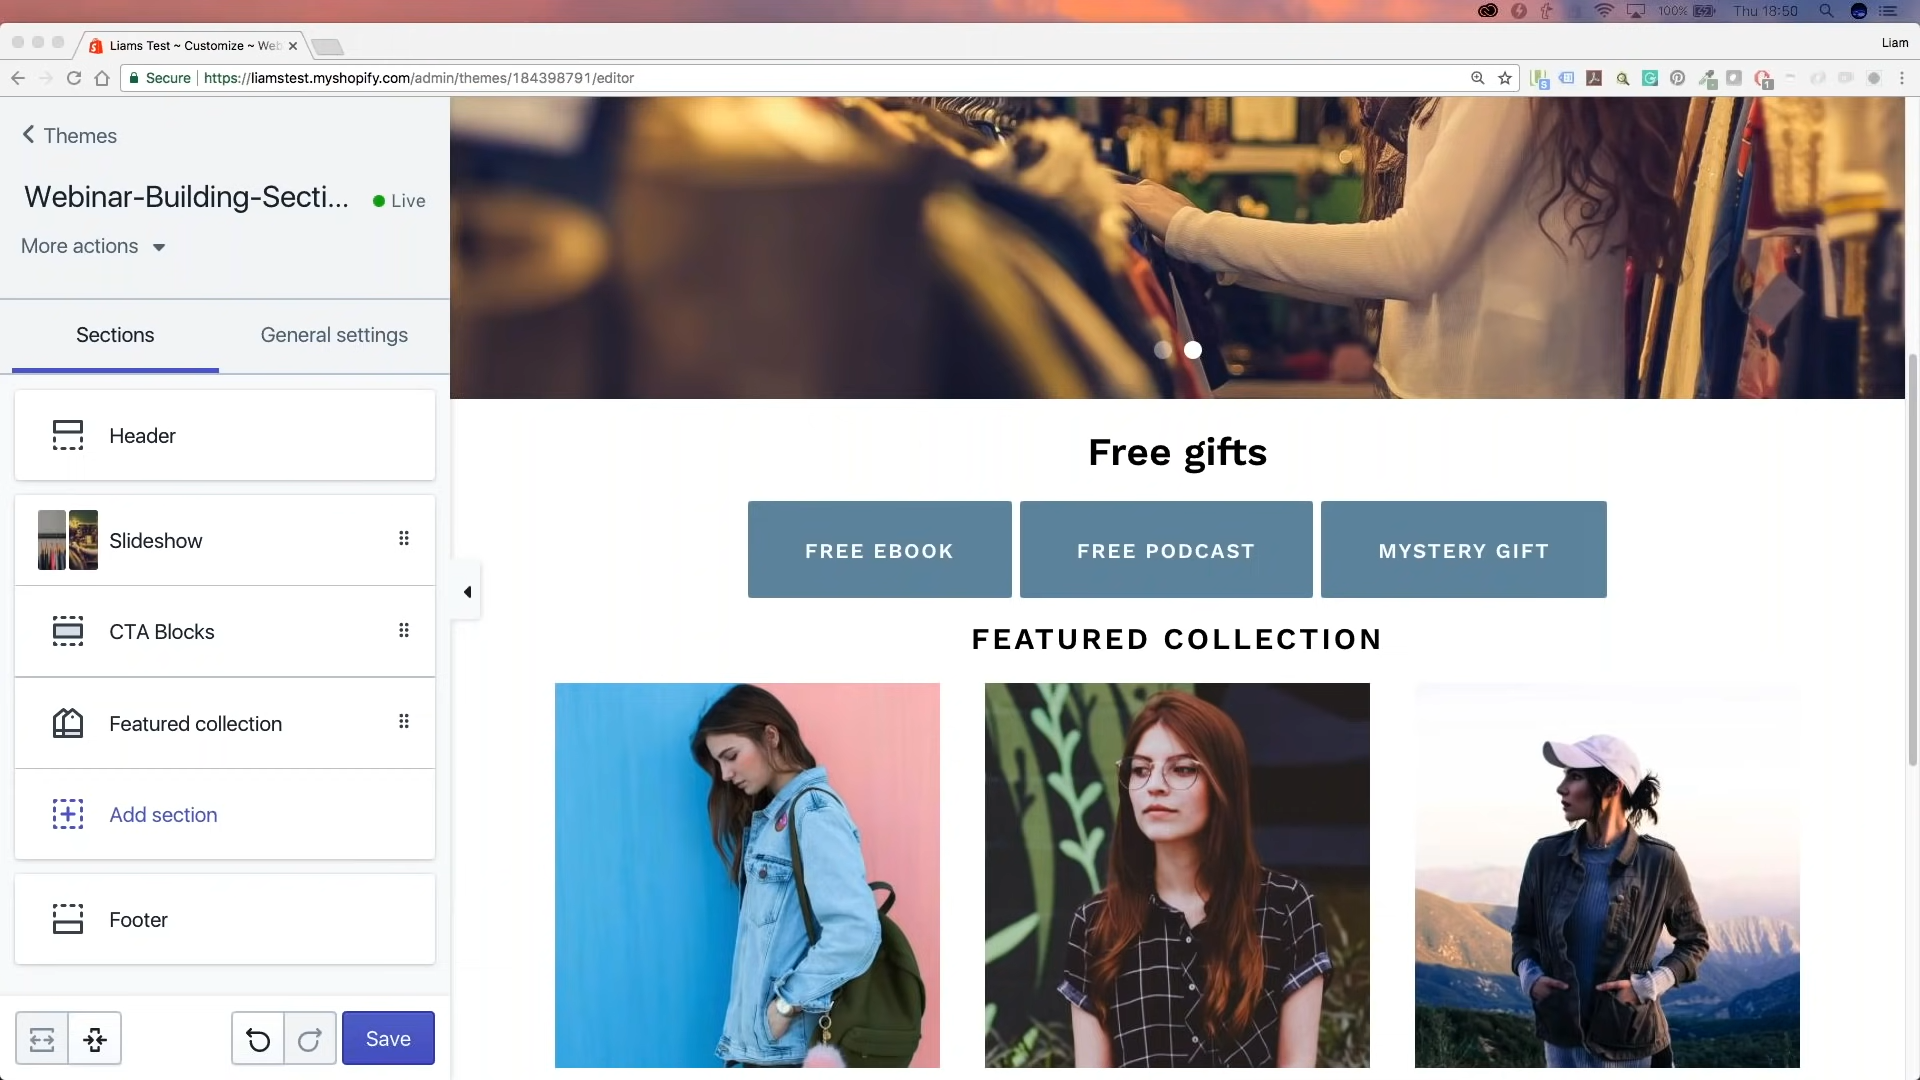 100%
Thu 18:50
Liams Test ~ Customize ~ Web
Liam
Secure
https://liamstest.myshopify.com/admin/themes/184398791/editor
Themes
Webinar-Building-Secti...
Live
More actions
Sections
General settings
Header
Slideshow
CTA Blocks
Featured collection
Add section
Footer
Save
Free gifts
FREE EBOOK
FREE PODCAST
MYSTERY GIFT
FEATURED COLLECTION